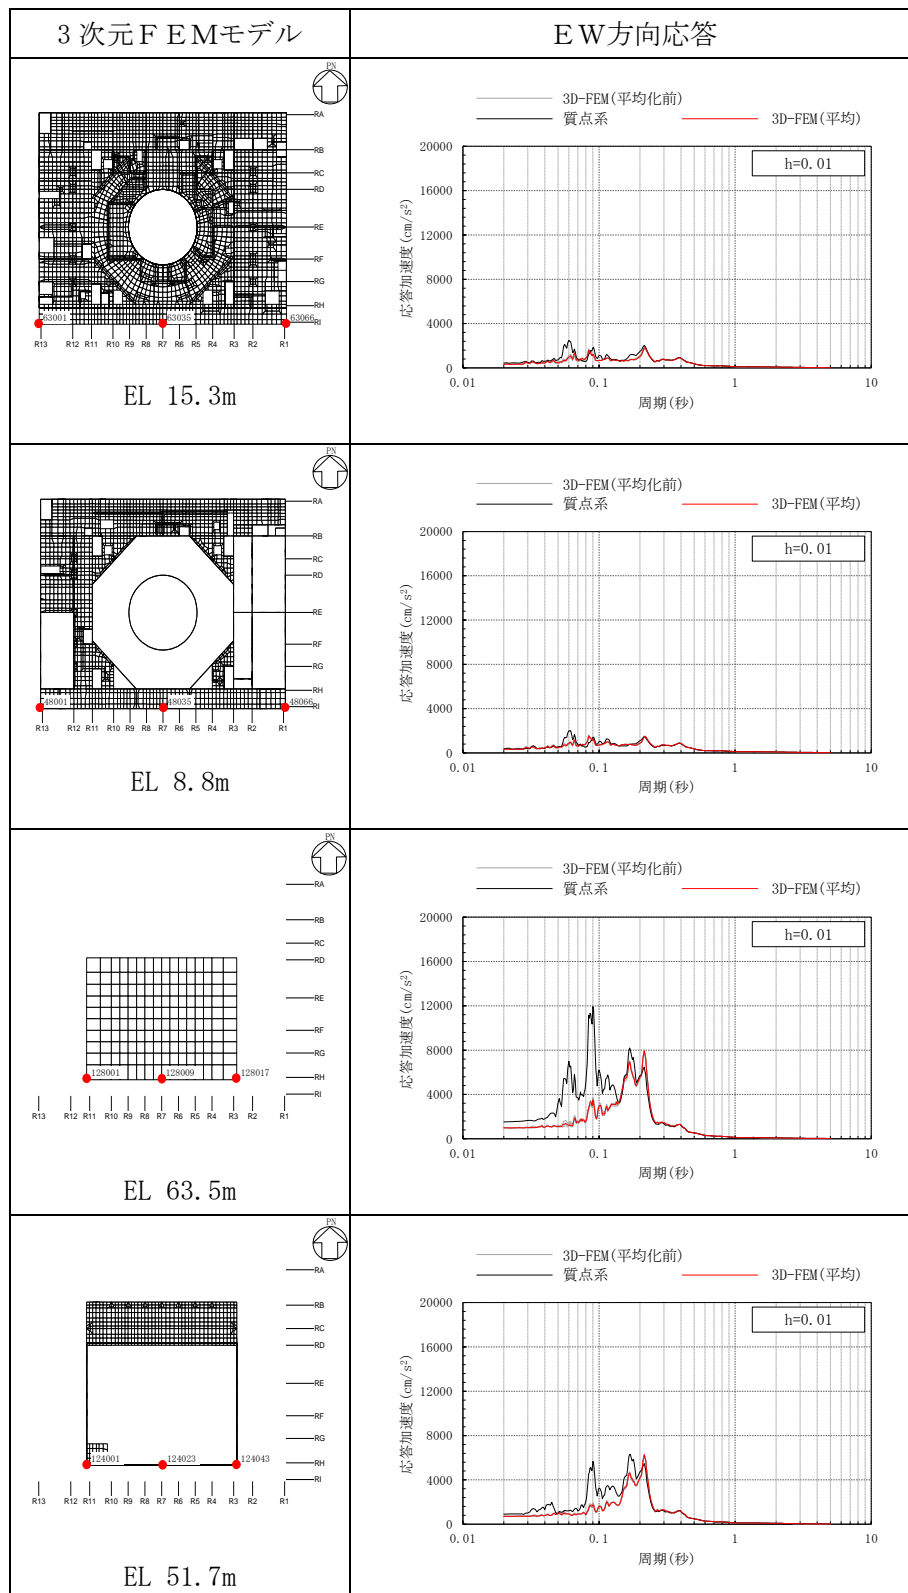 3次元ＦＥＭモデル
ＥＷ方向応答
PN
RA
RB
RC
RD
RE
RF
RG
RH
RI
63001 63035 63066
R13 R12 R11 R10 R9 R8 R7 R6 R5 R4 R3 R2 R1
EL 15.3m
3D-FEM(平均化前)
質点系 3D-FEM(平均)
h=0.01
20000
16000
12000
8000
4000
0
応答加速度(cm/s²)
0.01 0.1 1 10
周期(秒)
PN
RA
RB
RC
RD
RE
RF
RG
RH
RI
48001 48035 48066
R13 R12 R11 R10 R9 R8 R7 R6 R5 R4 R3 R2 R1
EL 8.8m
3D-FEM(平均化前)
質点系 3D-FEM(平均)
h=0.01
20000
16000
12000
8000
4000
0
応答加速度(cm/s²)
0.01 0.1 1 10
周期(秒)
PN
RA
RB
RC
RD
RE
RF
RG
RH
RI
128001 128009 128017
R13 R12 R11 R10 R9 R8 R7 R6 R5 R4 R3 R2 R1
EL 63.5m
3D-FEM(平均化前)
質点系 3D-FEM(平均)
h=0.01
20000
16000
12000
8000
4000
0
応答加速度(cm/s²)
0.01 0.1 1 10
周期(秒)
PN
RA
RB
RC
RD
RE
RF
RG
RH
RI
124001 124023 124043
R13 R12 R11 R10 R9 R8 R7 R6 R5 R4 R3 R2 R1
EL 51.7m
3D-FEM(平均化前)
質点系 3D-FEM(平均)
h=0.01
20000
16000
12000
8000
4000
0
応答加速度(cm/s²)
0.01 0.1 1 10
周期(秒)